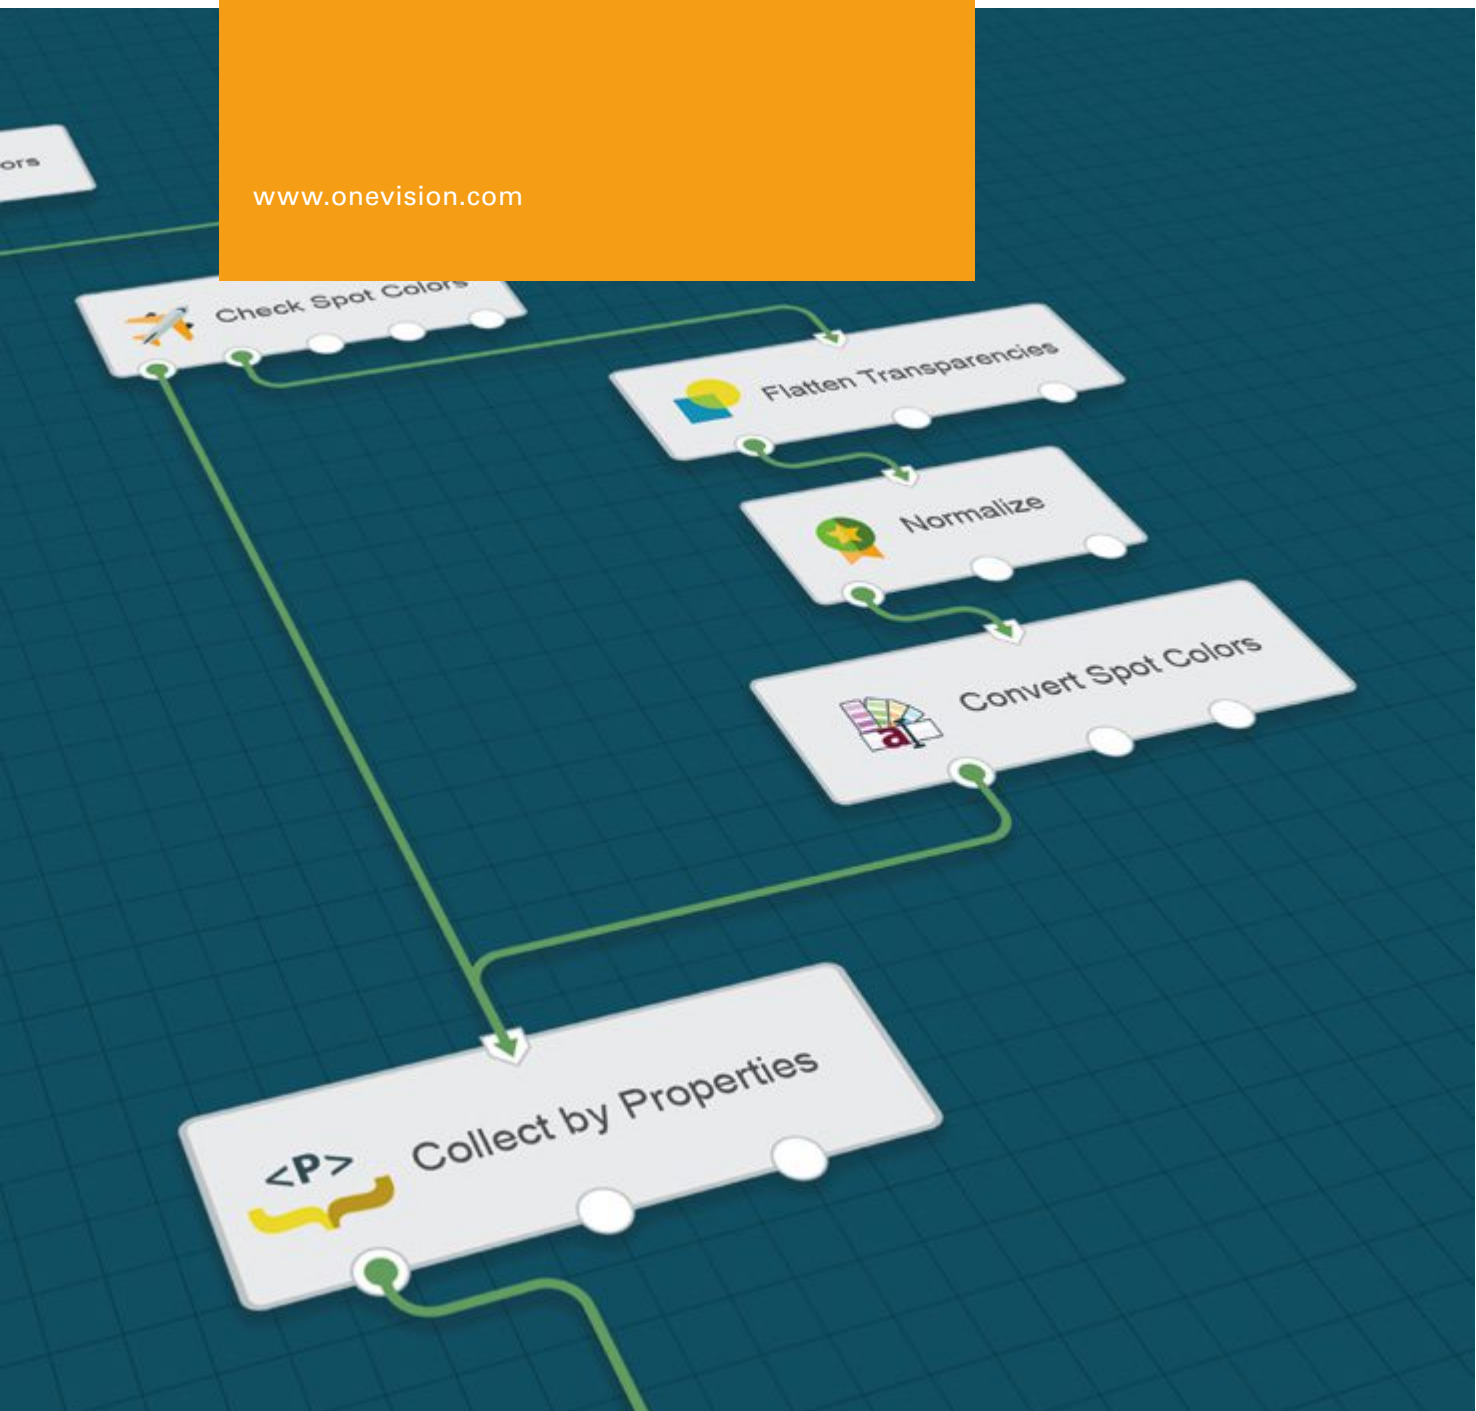 www.onevision.com
Check Spot Colors
Flatten Transparencies
Normalize
Convert Spot Colors
a
<P>
Collect by Properties